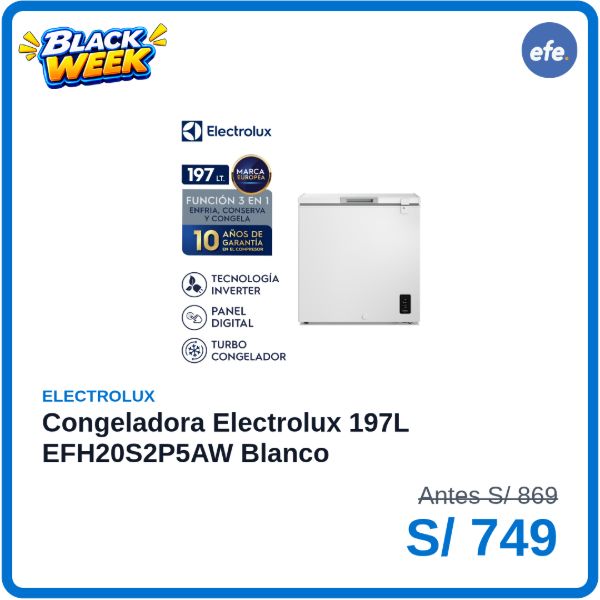 BLACK
WEEK
efe.
Electrolux
197 LT.
MARCA
EUROPEA
FUNCIÓN 3 EN 1
ENFRIA, CONSERVA
Y CONGELA
10 AÑOS DE
GARANTÍA
EN EL COMPRESOR
TECNOLOGÍA
INVERTER
PANEL
DIGITAL
TURBO
CONGELADOR
ELECTROLUX
Congeladora Electrolux 197L
EFH20S2P5AW Blanco
Antes S/ 869
S/ 749